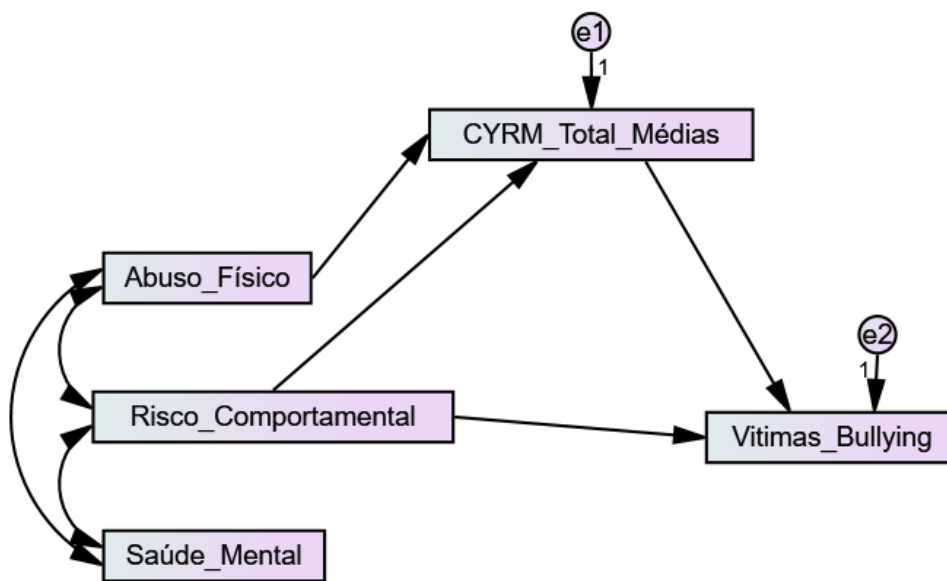 e1
1
CYRM_Total_Médias
Abuso_Físico
e2
1
Risco_Comportamental
Vitimas_Bullying
Saúde_Mental